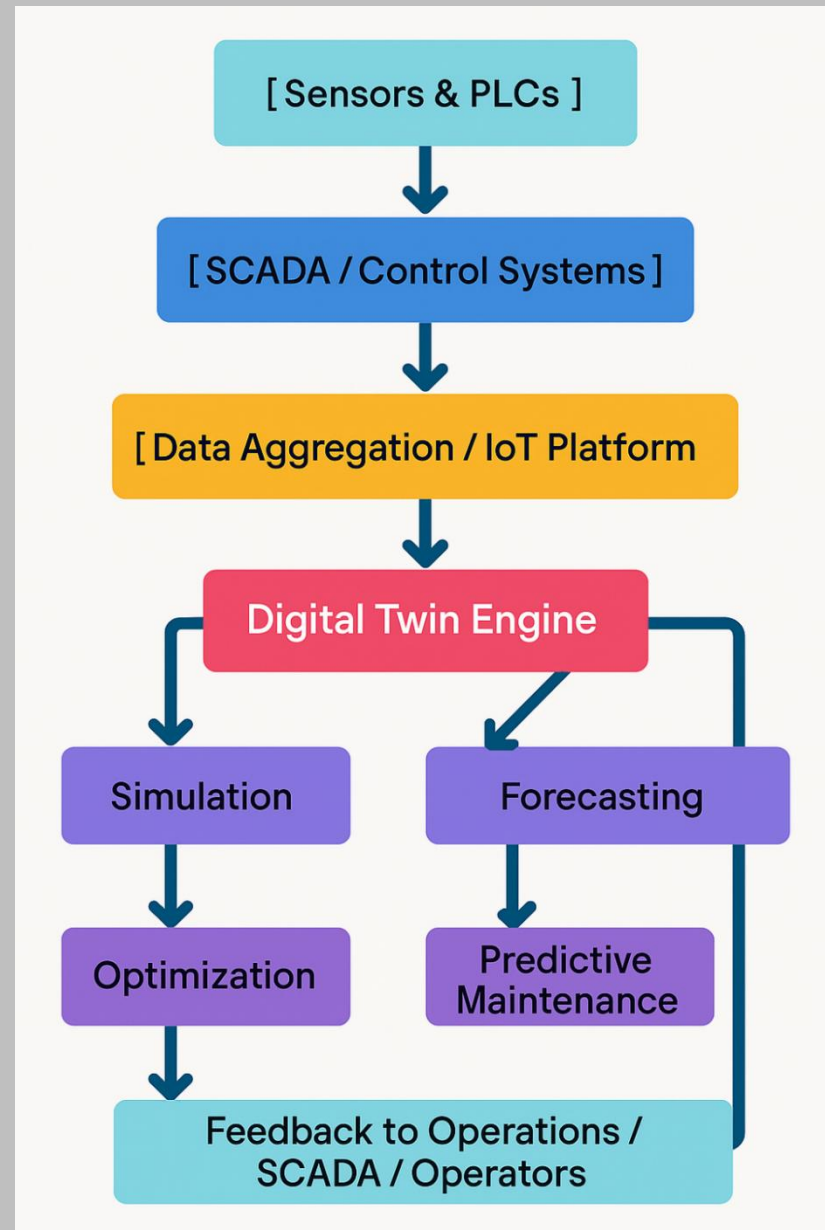 [Sensors & PLCs ]
[SCADA / Control Systems]
[Data Aggregation / IoT Platform
Digital Twin Engine
Simulation
Forecasting
Optimization
Predictive
Maintenance
Feedback to Operations /
SCADA / Operators